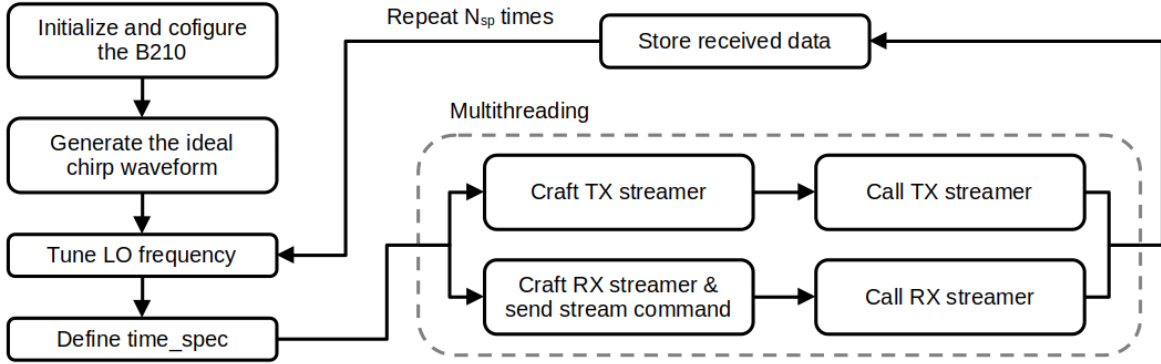 Initialize and cofigure
the B210
Generate the ideal
chirp waveform
Tune LO frequency
Define time_spec
Repeat Nsp times
Store received data
Multithreading
Craft TX streamer
Call TX streamer
Craft RX streamer &
send stream command
Call RX streamer